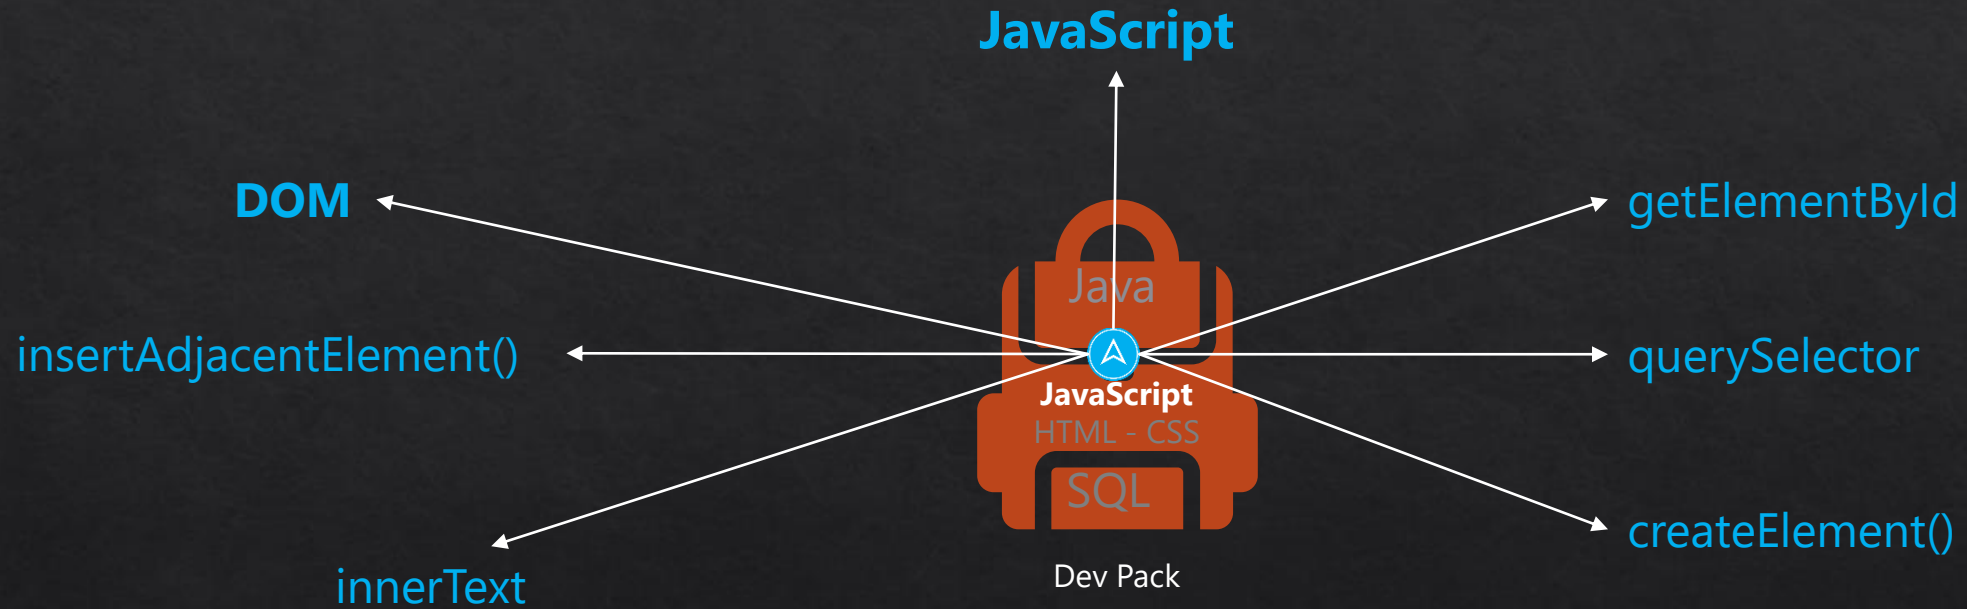 JavaScript
DOM
getElementById
Java
insertAdjacentElement()
querySelector
JavaScript
HTML - CSS
SQL
createElement()
innerText
Dev Pack